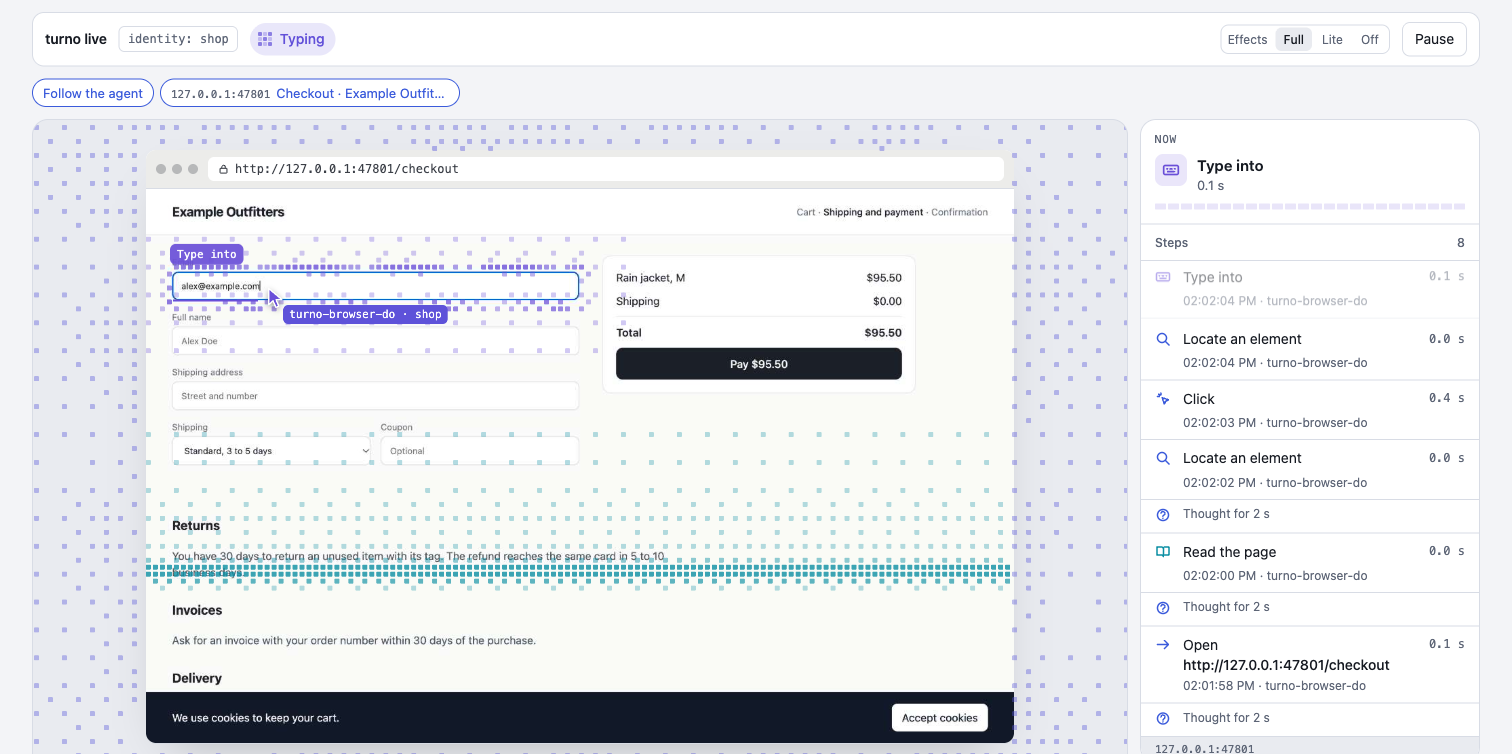 turno live
identity: shop
Typing
Effects
Full
Lite
Off
Pause
Follow the agent
127.0.0.1:47801 Checkout · Example Outfit…
http://127.0.0.1:47801/checkout
Example Outfitters
Cart · Shipping and payment · Confirmation
Type into
alex@example.com
turno-browser-do · shop
Full name
Alex Doe
Shipping address
Street and number
Shipping
Coupon
Standard, 3 to 5 days
Optional
Rain jacket, M
$95.50
Shipping
$0.00
Total
$95.50
Pay $95.50
Returns
You have 30 days to return an unused item with its tag. The refund reaches the same card in 5 to 10
business days.
Invoices
Ask for an invoice with your order number within 30 days of the purchase.
Delivery
We use cookies to keep your cart.
Accept cookies
NOW
Type into
0.1 s
Steps
8
Type into
0.1 s
02:02:04 PM · turno-browser-do
Locate an element
0.0 s
02:02:04 PM · turno-browser-do
Click
0.4 s
02:02:03 PM · turno-browser-do
Locate an element
0.0 s
02:02:02 PM · turno-browser-do
Thought for 2 s
Read the page
0.0 s
02:02:00 PM · turno-browser-do
Thought for 2 s
Open
0.1 s
http://127.0.0.1:47801/checkout
02:01:58 PM · turno-browser-do
Thought for 2 s
127.0.0.1:47801